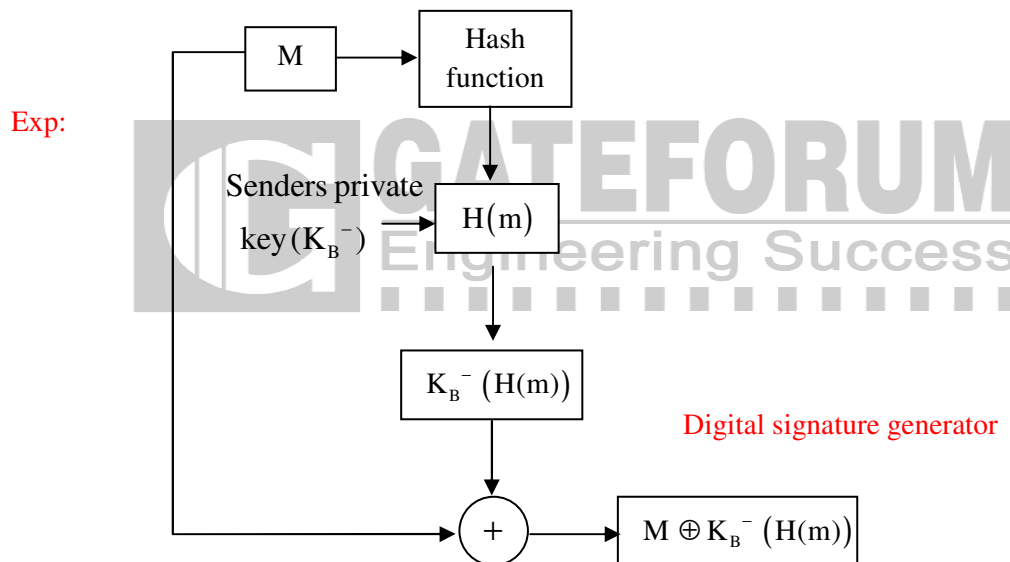 M
Hash
function
Exp:
GATEFORUM
Engineering Success
Senders private
key (K_B⁻)
H(m)
K_B⁻ (H(m))
Digital signature generator
+
M ⊕ K_B⁻ (H(m))